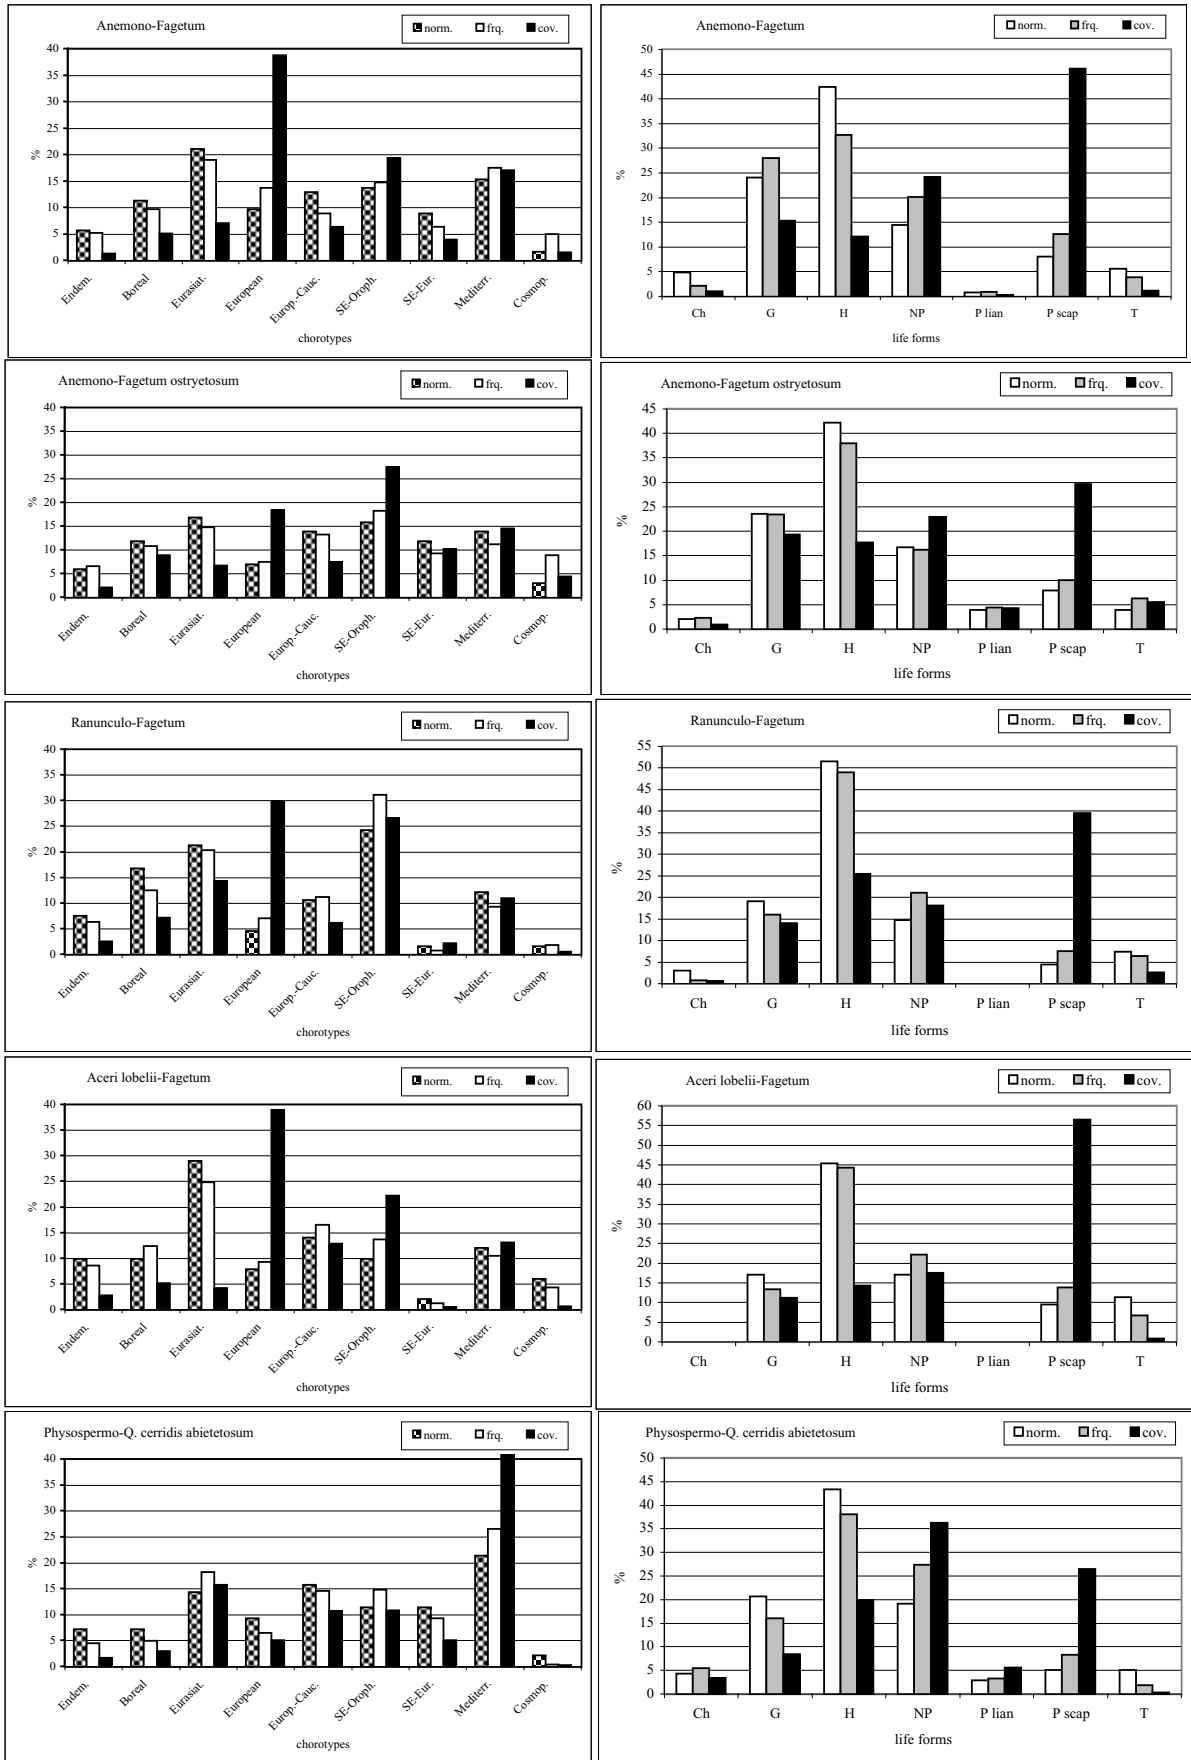 Anemono-Fagetum
norm. frq. cov.
40
35
30
25
20
15
10
5
0
%
Endem. Boreal Eurasiat. European Europ.-Cauc. SE-Oroph. SE-Eur. Mediterr. Cosmop.
chorotypes
Anemono-Fagetum
norm. frq. cov.
50
45
40
35
30
25
20
15
10
5
0
%
Ch G H NP P lian P scap T
life forms
Anemono-Fagetum ostryetosum
norm. frq. cov.
40
35
30
25
20
15
10
5
0
%
Endem. Boreal Eurasiat. European Europ.-Cauc. SE-Oroph. SE-Eur. Mediterr. Cosmop.
chorotypes
Anemono-Fagetum ostryetosum
norm. frq. cov.
45
40
35
30
25
20
15
10
5
0
%
Ch G H NP P lian P scap T
life forms
Ranunculo-Fagetum
norm. frq. cov.
40
35
30
25
20
15
10
5
0
%
Endem. Boreal Eurasiat. European Europ.-Cauc. SE-Oroph. SE-Eur. Mediterr. Cosmop.
chorotypes
Ranunculo-Fagetum
norm. frq. cov.
55
50
45
40
35
30
25
20
15
10
5
0
%
Ch G H NP P lian P scap T
life forms
Aceri lobelii-Fagetum
norm. frq. cov.
40
35
30
25
20
15
10
5
0
%
Endem. Boreal Eurasiat. European Europ.-Cauc. SE-Oroph. SE-Eur. Mediterr. Cosmop.
chorotypes
Aceri lobelii-Fagetum
norm. frq. cov.
60
55
50
45
40
35
30
25
20
15
10
5
0
%
Ch G H NP P lian P scap T
life forms
Physospermo-Q. cerridis abietetosum
norm. frq. cov.
40
35
30
25
20
15
10
5
0
%
Endem. Boreal Eurasiat. European Europ.-Cauc. SE-Oroph. SE-Eur. Mediterr. Cosmop.
chorotypes
Physospermo-Q. cerridis abietetosum
norm. frq. cov.
50
45
40
35
30
25
20
15
10
5
0
%
Ch G H NP P lian P scap T
life forms